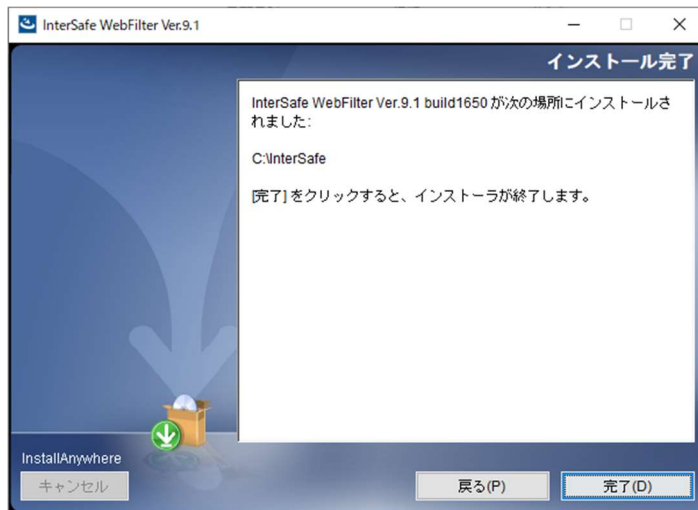 InterSafe WebFilter Ver.9.1
インストール完了
InterSafe WebFilter Ver.9.1 build1650 が次の場所にインストールさ
れました:
C:\InterSafe
[完了] をクリックすると、インストーラが終了します。
InstallAnywhere
キャンセル
戻る(P)
完了(D)